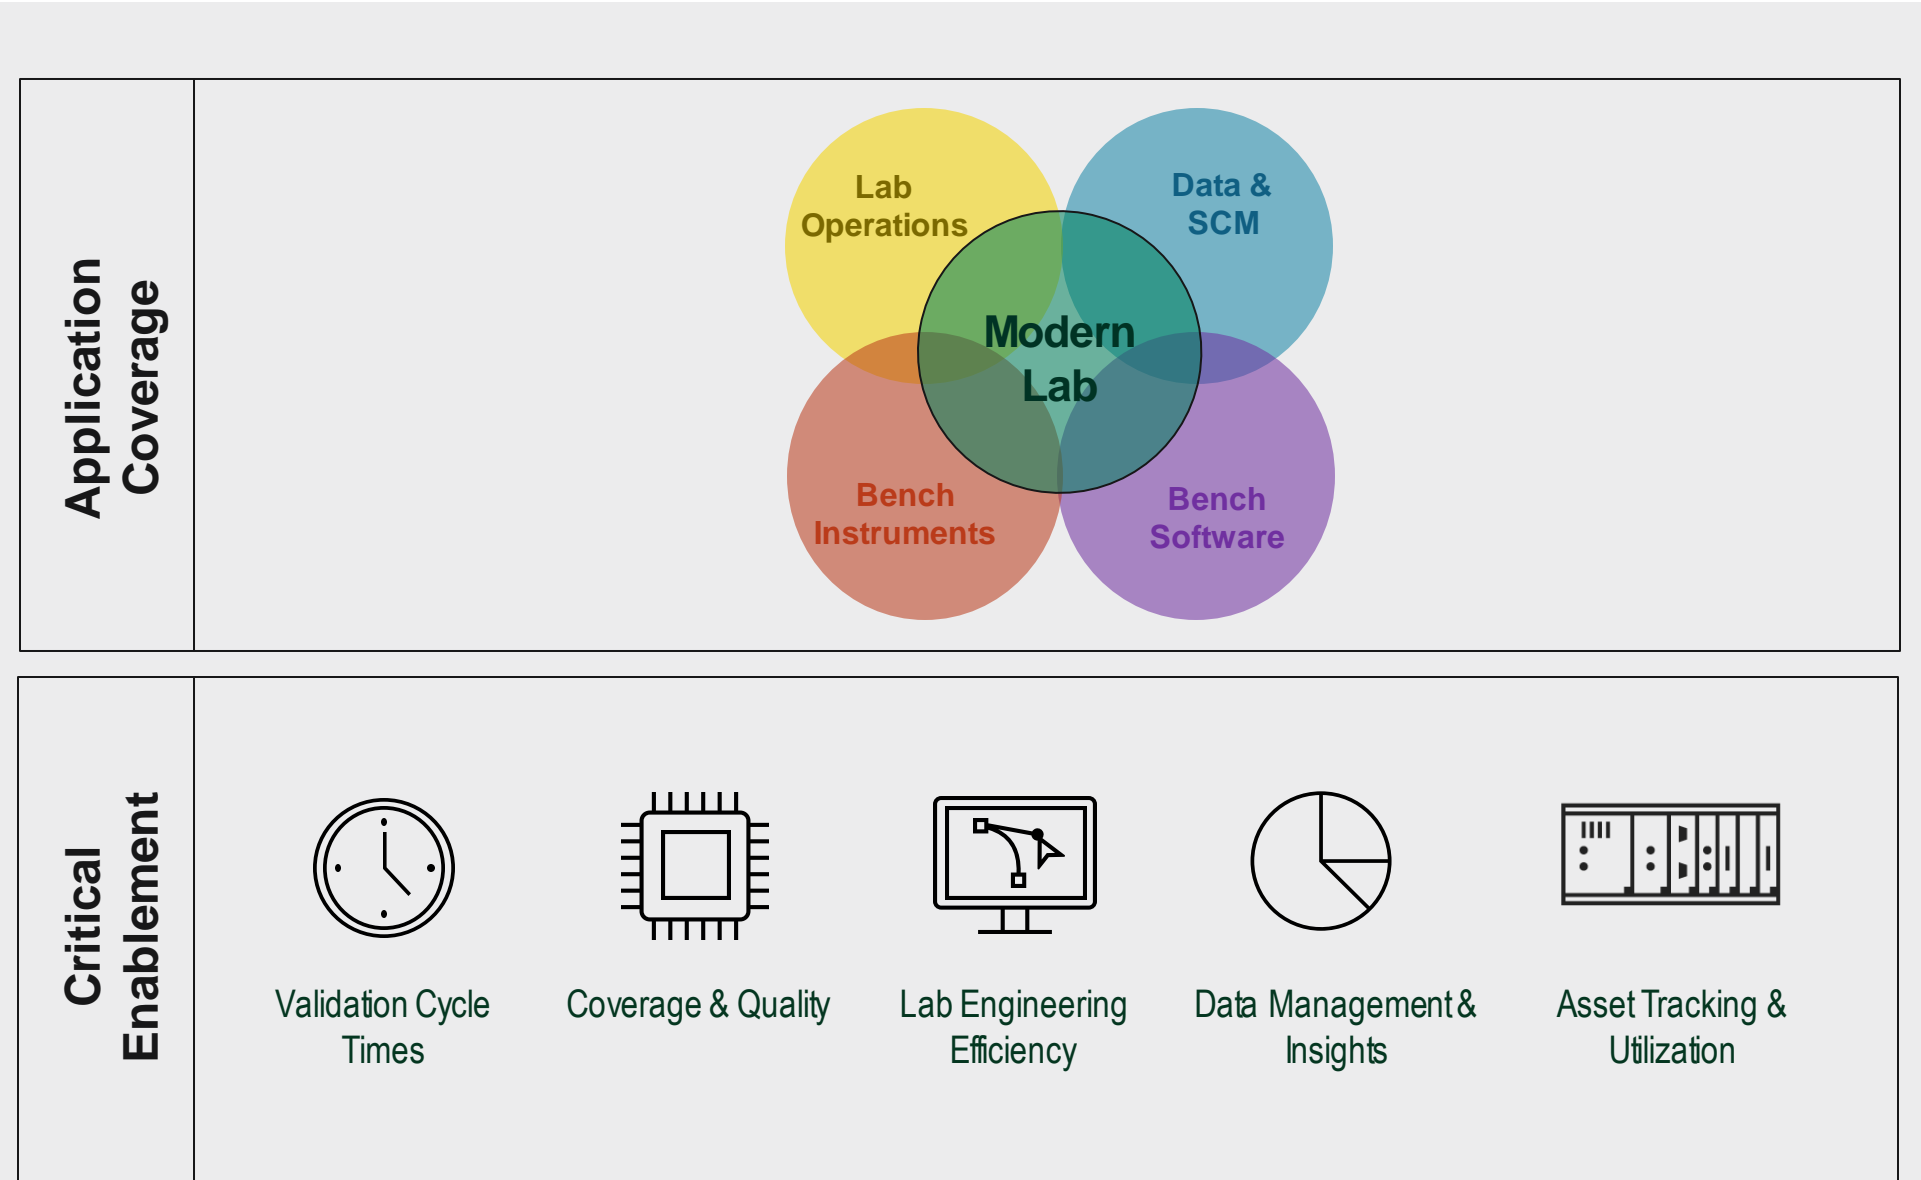 Application
Coverage
Lab
Operations
Data &
SCM
Modern
Lab
Bench
Instruments
Bench
Software
Critical
Enablement
Validation Cycle
Times
Coverage & Quality
Lab Engineering
Efficiency
Data Management &
Insights
Asset Tracking &
Utilization